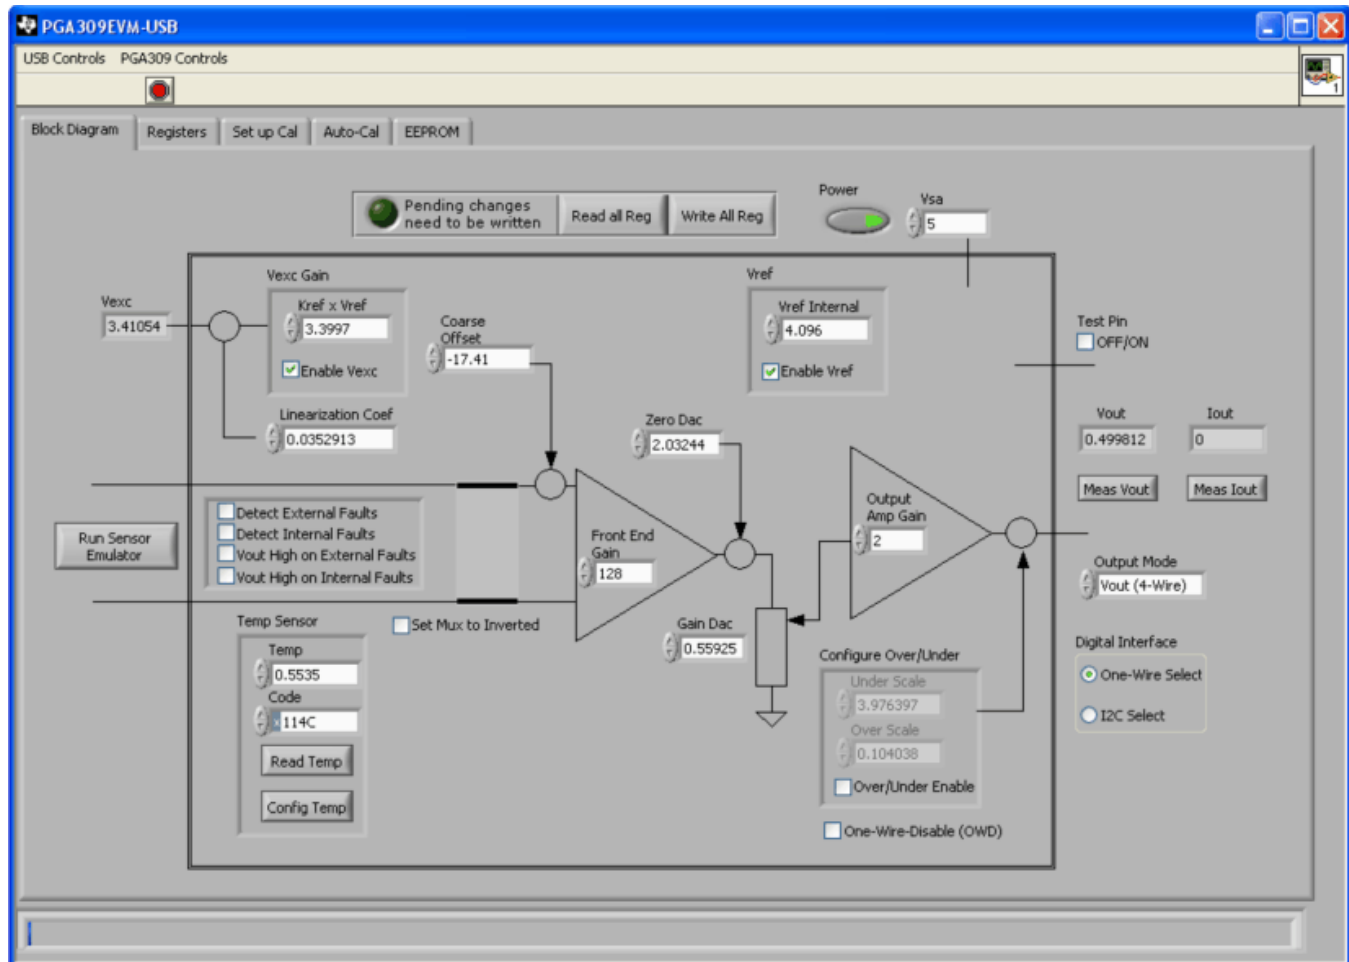 PGA309EVM-USB
USB Controls PGA309 Controls
1
Block Diagram Registers Set up Cal Auto-Cal EEPROM
Pending changes
need to be written
Read all Reg
Write All Reg
Power
Vsa
5
Vexc
3.41054
Vexc Gain
Kref x Vref
3.3997
Enable Vexc
Linearization Coef
0.0352913
Coarse
Offset
-17.41
Vref
Vref Internal
4.096
Enable Vref
Test Pin
OFF/ON
Zero Dac
2.03244
Vout
0.499812
Iout
0
Meas Vout
Meas Iout
Run Sensor
Emulator
Detect External Faults
Detect Internal Faults
Vout High on External Faults
Vout High on Internal Faults
Front End
Gain
128
Output
Amp Gain
2
Output Mode
Vout (4-Wire)
Set Mux to Inverted
Gain Dac
0.55925
Temp Sensor
Temp
0.5535
Code
x 114C
Read Temp
Config Temp
Configure Over/Under
Under Scale
3.976397
Over Scale
0.104038
Over/Under Enable
One-Wire-Disable (OWD)
Digital Interface
One-Wire Select
I2C Select